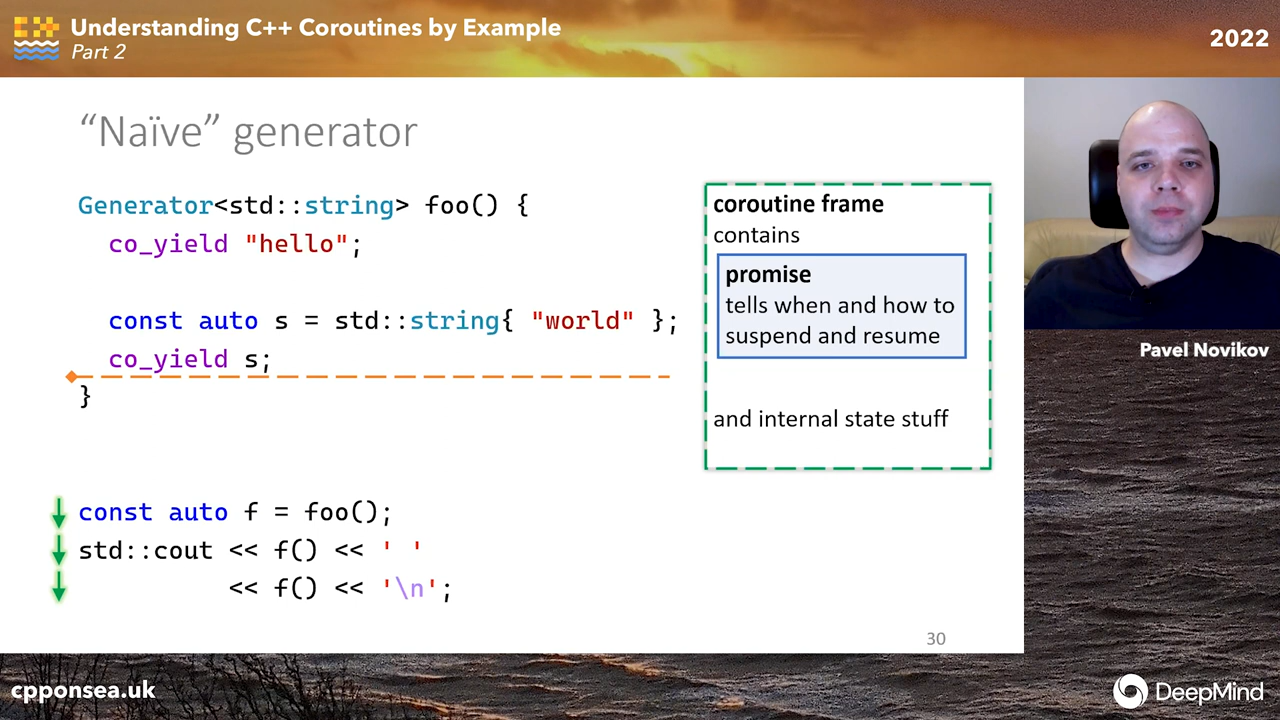 Understanding C++ Coroutines by Example
Part 2
2022
“Naïve” generator
Generator<std::string> foo() {
co_yield "hello";
const auto s = std::string{ "world" };
co_yield s;
}
const auto f = foo();
std::cout << f() << ' '
<< f() << '\n';
coroutine frame
contains
promise
tells when and how to
suspend and resume
and internal state stuff
30
Pavel Novikov
cpponsea.uk
DeepMind